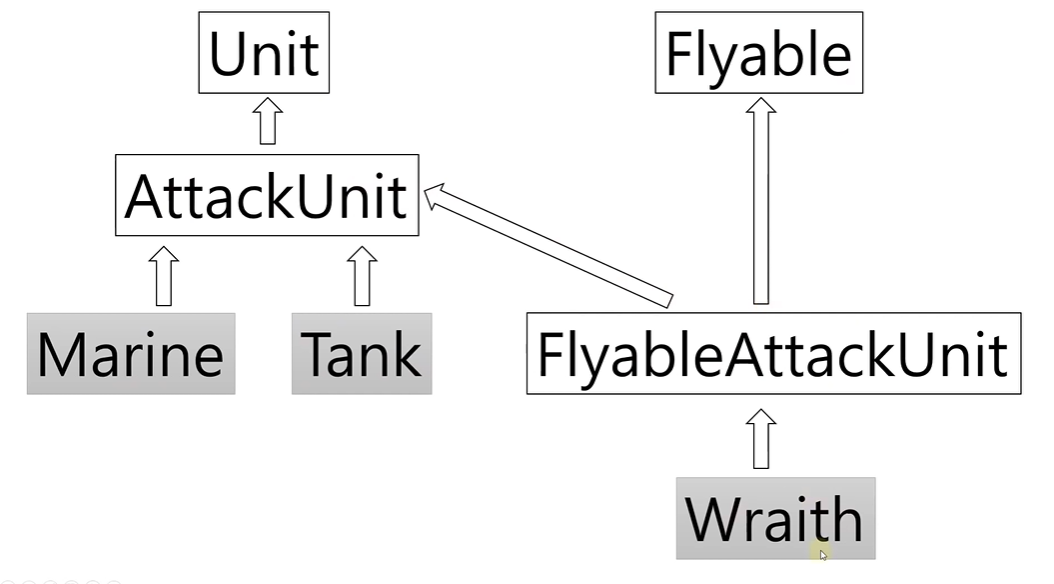 Unit
Flyable
AttackUnit
Marine
Tank
FlyableAttackUnit
Wraith